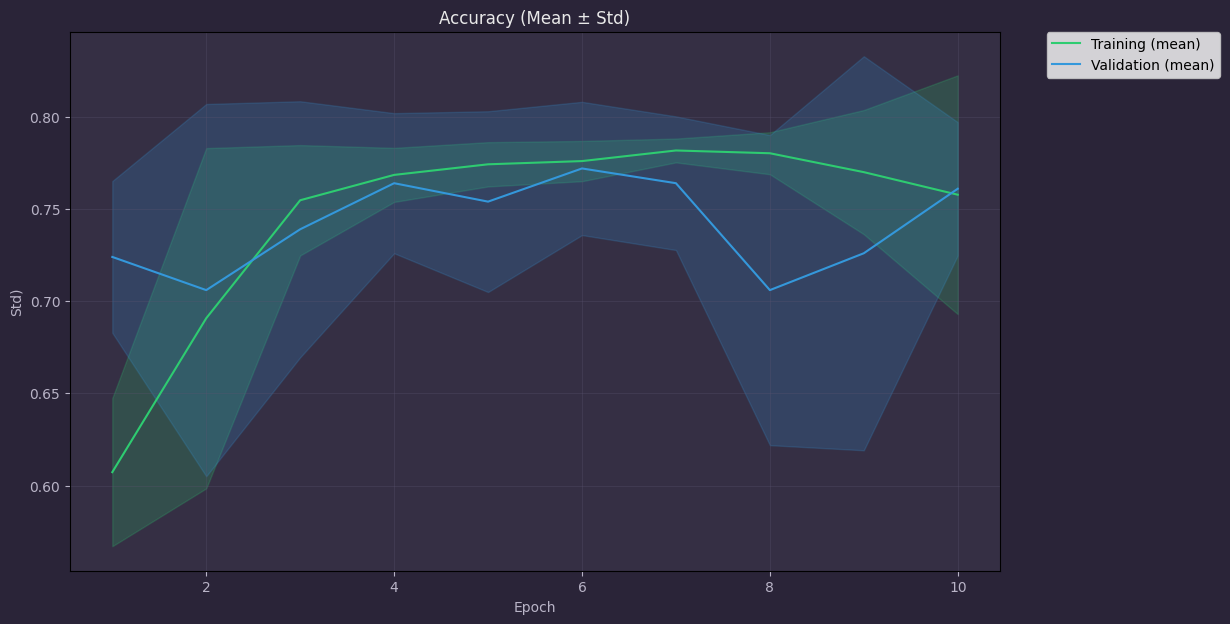 Accuracy (Mean ± Std)
Training (mean)
Validation (mean)
0.80
0.75
0.70
0.65
0.60
Std)
2 4 6 8 10
Epoch